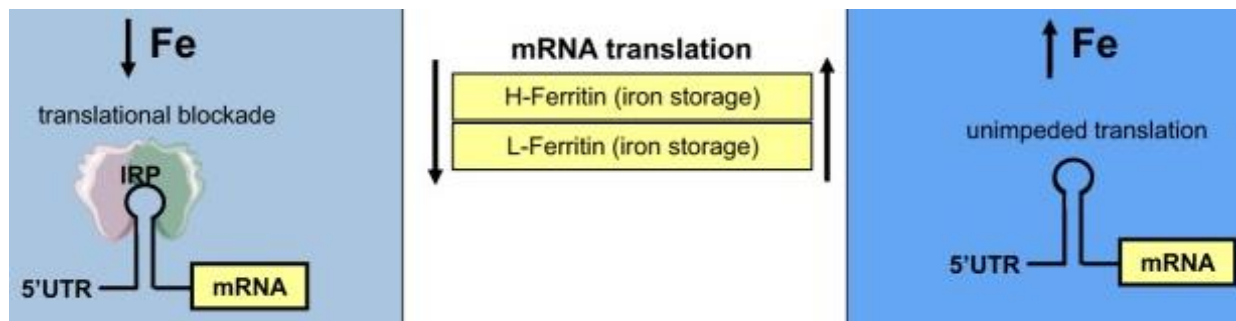 Fe
translational blockade
IRP
5'UTR
mRNA
mRNA translation
H-Ferritin (iron storage)
L-Ferritin (iron storage)
Fe
unimpeded translation
5'UTR
mRNA